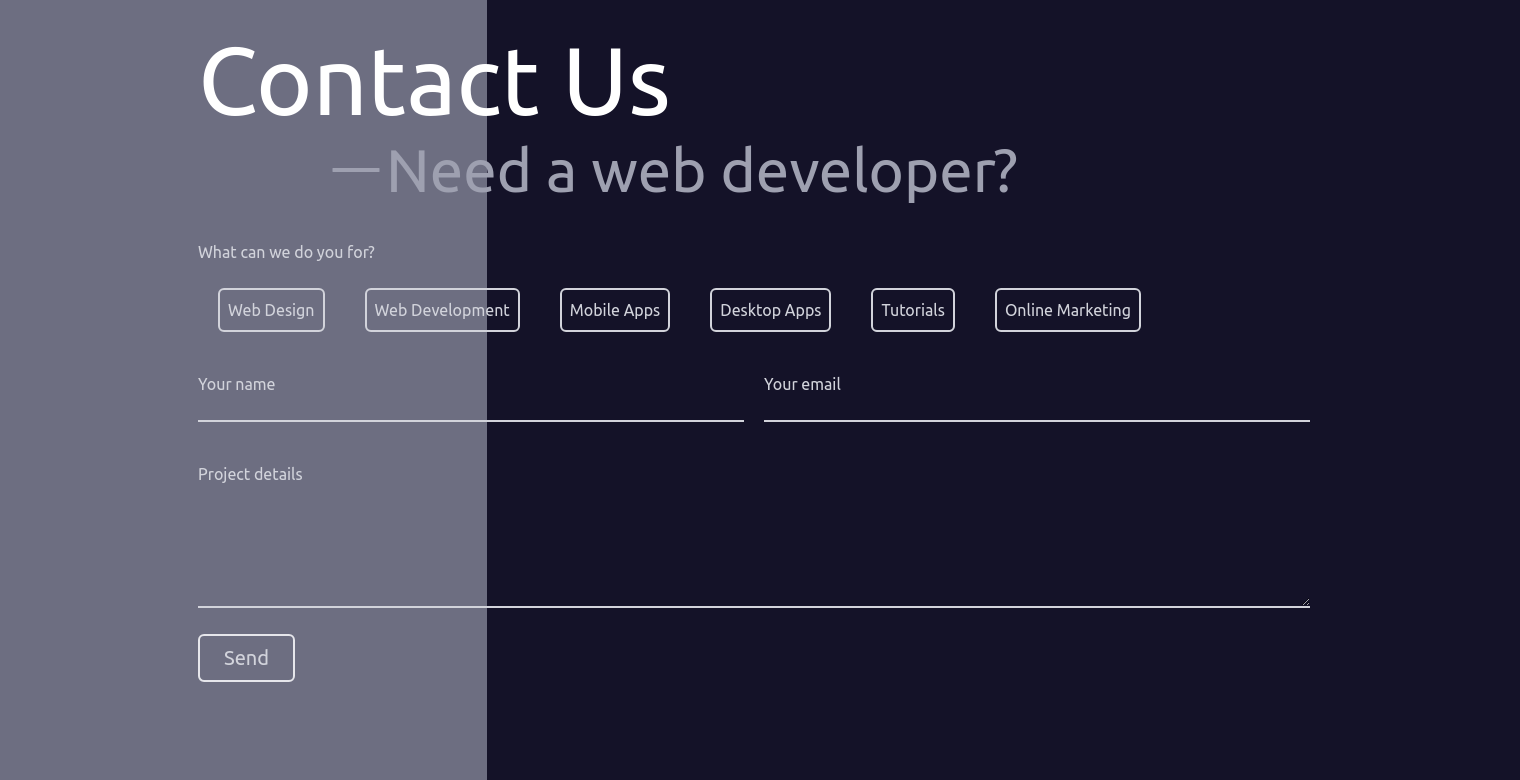 Contact Us
—Need a web developer?
What can we do you for?
Web Design Web Development Mobile Apps Desktop Apps Tutorials Online Marketing
Your name Your email
Project details
Send